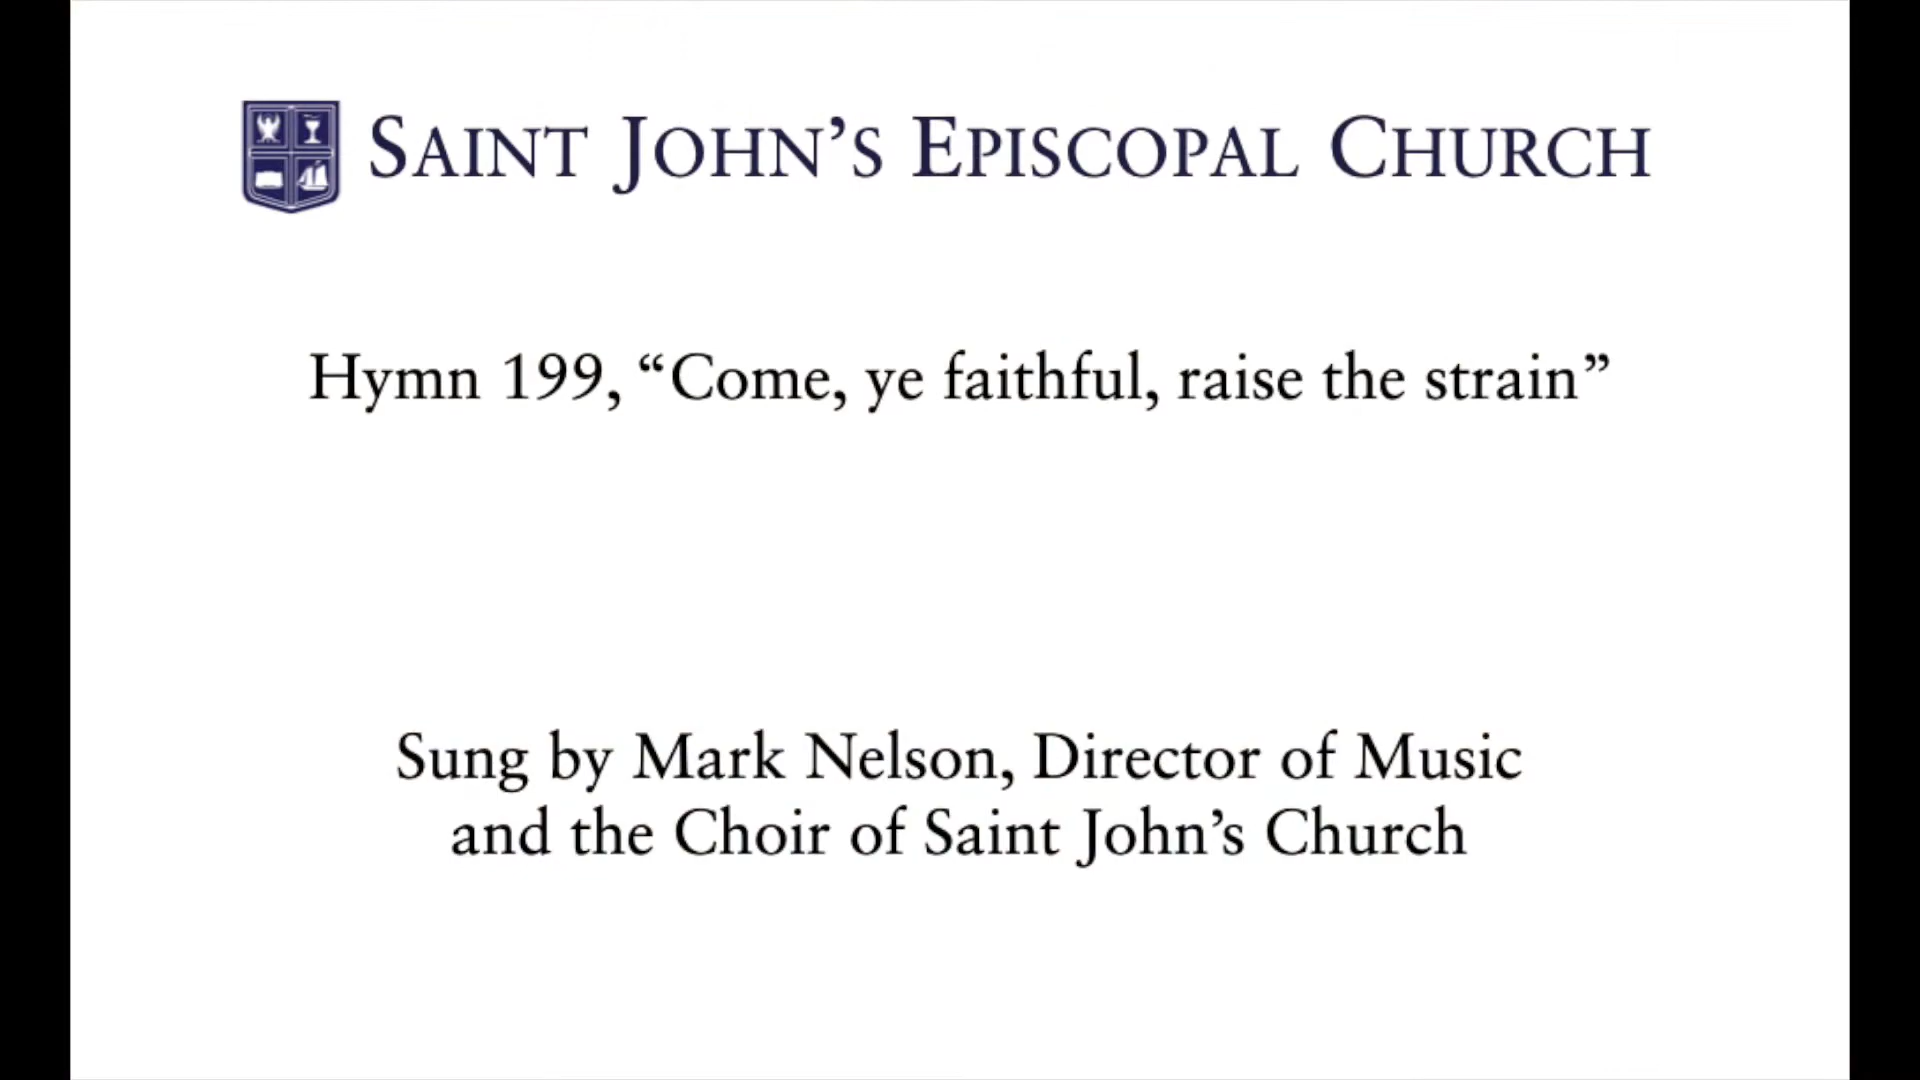 SAINT JOHN’S EPISCOPAL CHURCH
Hymn 199, “Come, ye faithful, raise the strain”
Sung by Mark Nelson, Director of Music
and the Choir of Saint John’s Church